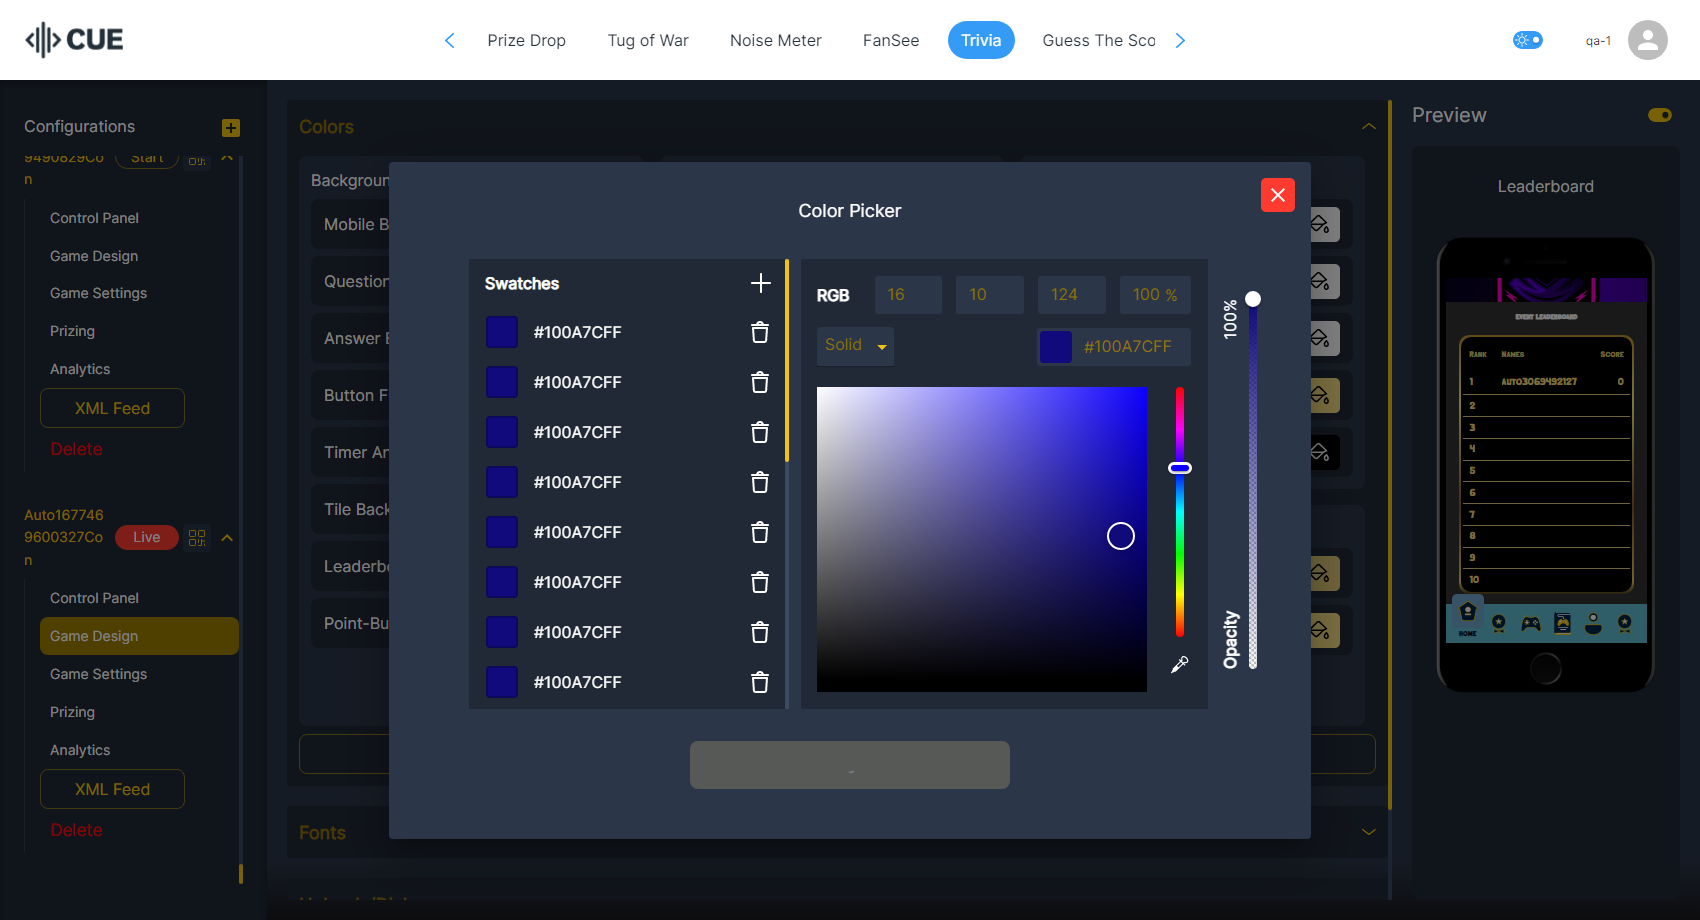 CUE
Prize Drop
Tug of War
Noise Meter
FanSee
Trivia
Guess The Sco
qa-1
Configurations
9490829Co
n
Start
Control Panel
Game Design
Game Settings
Prizing
Analytics
XML Feed
Delete
Auto167746
9600327Co
n
Live
Control Panel
Game Design
Game Settings
Prizing
Analytics
XML Feed
Delete
Colors
Backgroun
Mobile B
Question
Answer
Button F
Timer An
Tile Back
Leaderb
Point-Bu
Fonts
Color Picker
Swatches
#100A7CFF
#100A7CFF
#100A7CFF
#100A7CFF
#100A7CFF
#100A7CFF
#100A7CFF
#100A7CFF
RGB
16
10
124
100 %
Solid
#100A7CFF
100%
Opacity
Preview
Leaderboard
EVENT LEADERBOARD
RANK NAMES SCORE
1 AUTO3069492127 0
2
3
4
5
6
7
8
9
10
HOME